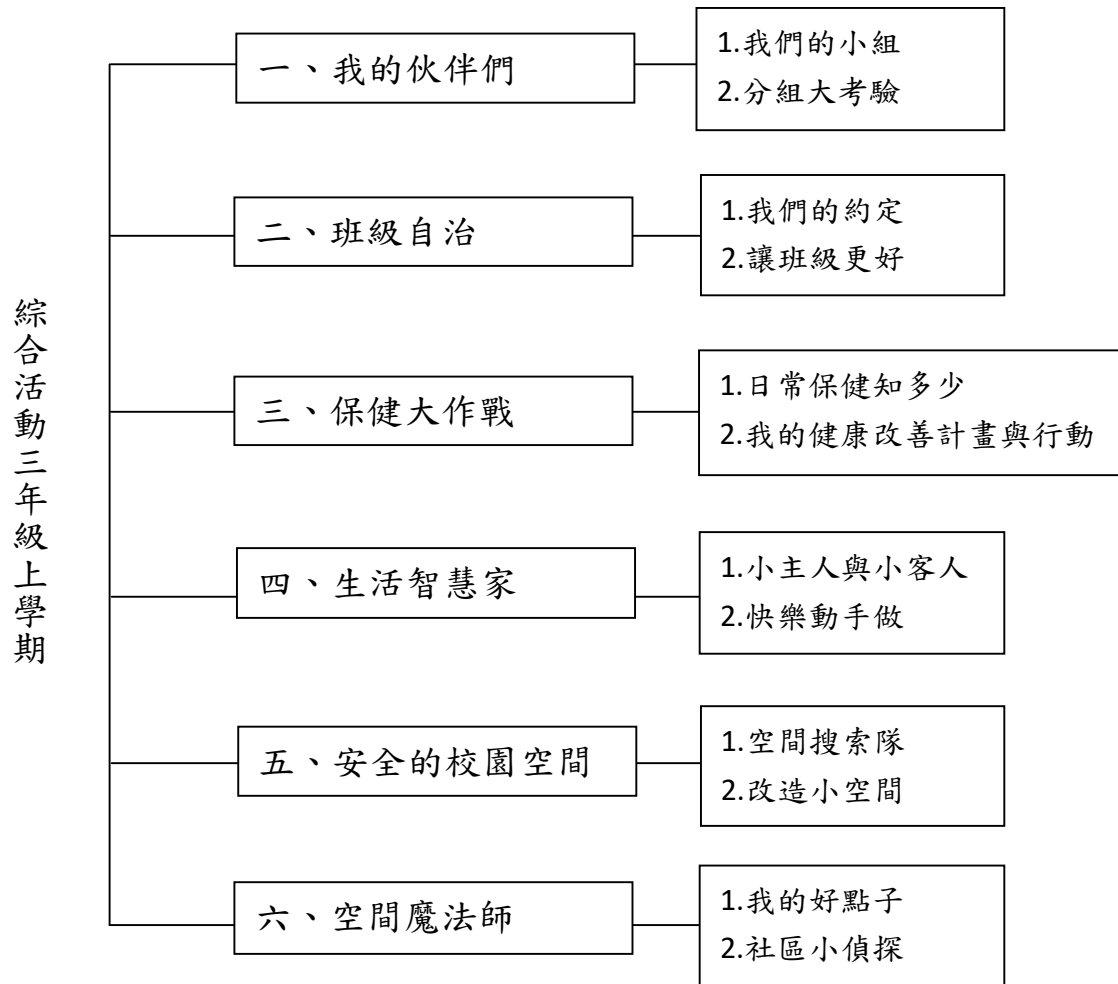 綜合活動三年級上學期
一、我的伙伴們
1.我們的小組
2.分組大考驗
二、班級自治
1.我們的約定
2.讓班級更好
三、保健大作戰
1.日常保健知多少
2.我的健康改善計畫與行動
四、生活智慧家
1.小主人與小客人
2.快樂動手做
五、安全的校園空間
1.空間搜索隊
2.改造小空間
六、空間魔法師
1.我的好點子
2.社區小偵探